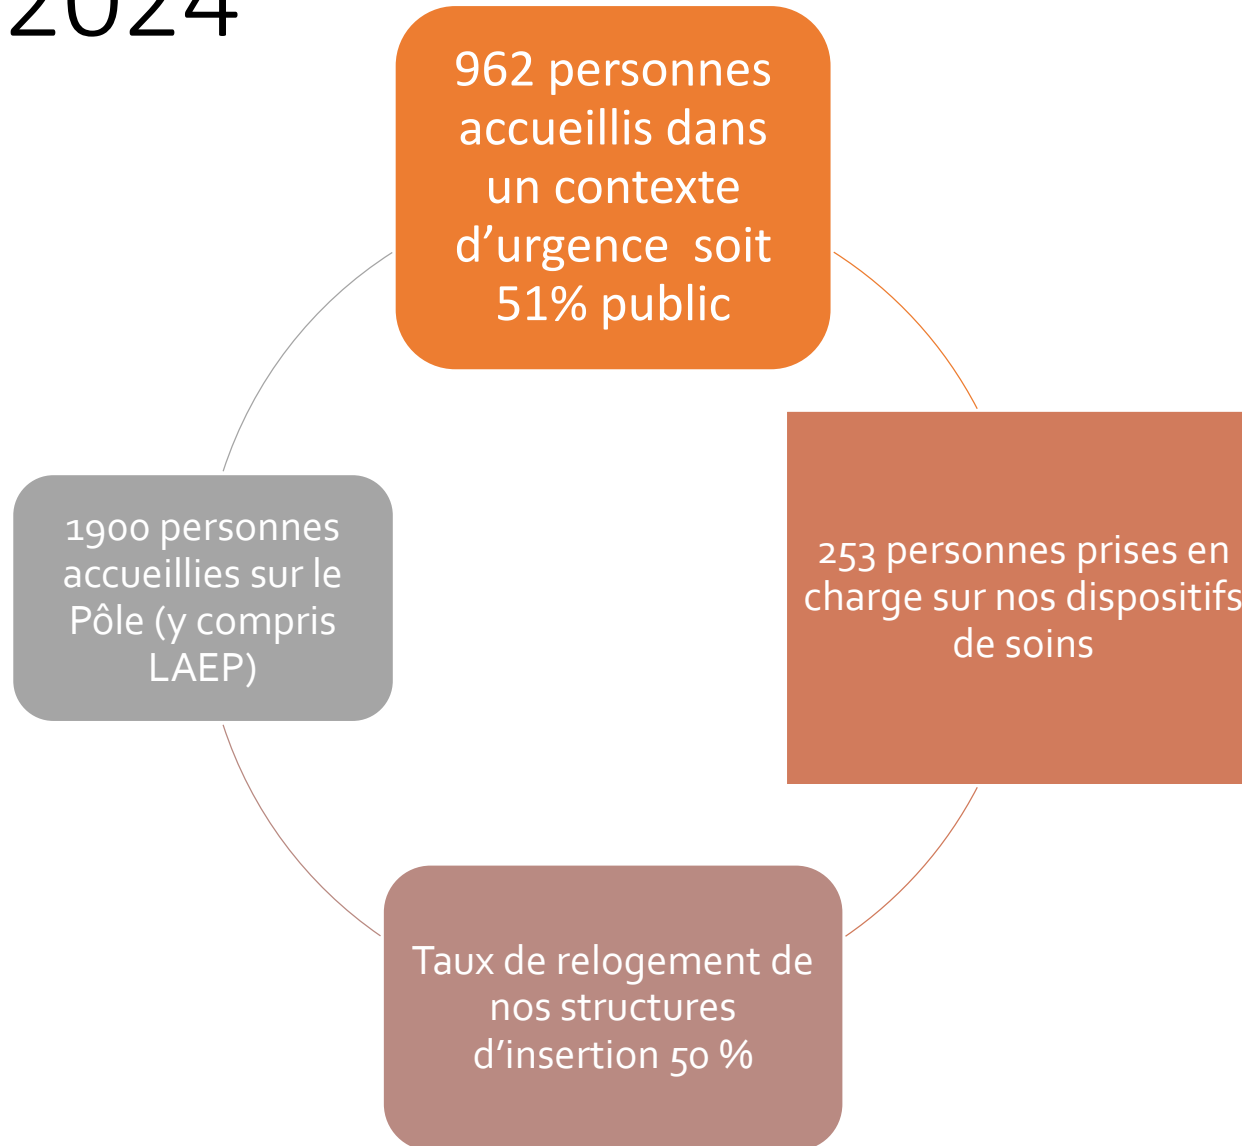 2024
962 personnes
accueillis dans
un contexte
d’urgence  soit
51% public
253 personnes prises en
charge sur nos dispositifs
de soins
Taux de relogement de
nos structures
d’insertion 50 %
1900 personnes
accueillies sur le
Pôle (y compris
LAEP)